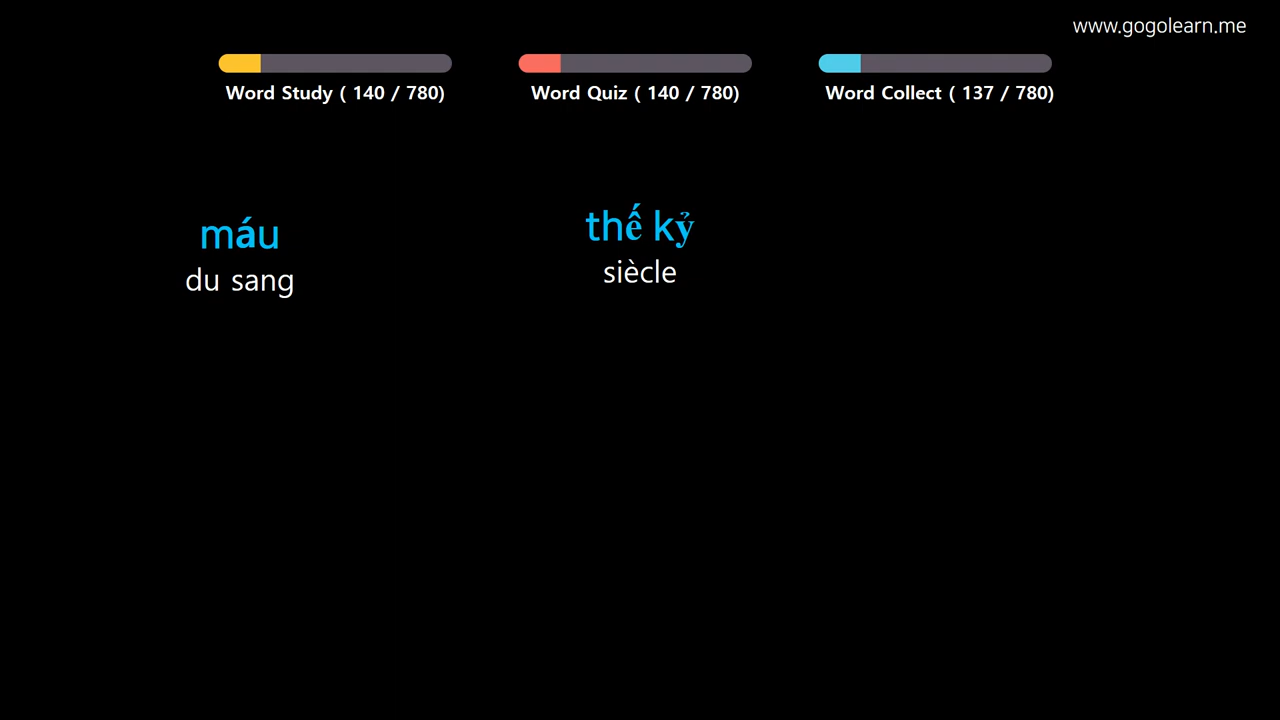 www.gogolearn.me
Word Study ( 140 / 780)
Word Quiz ( 140 / 780)
Word Collect ( 137 / 780)
máu
du sang
thế kỷ
siècle